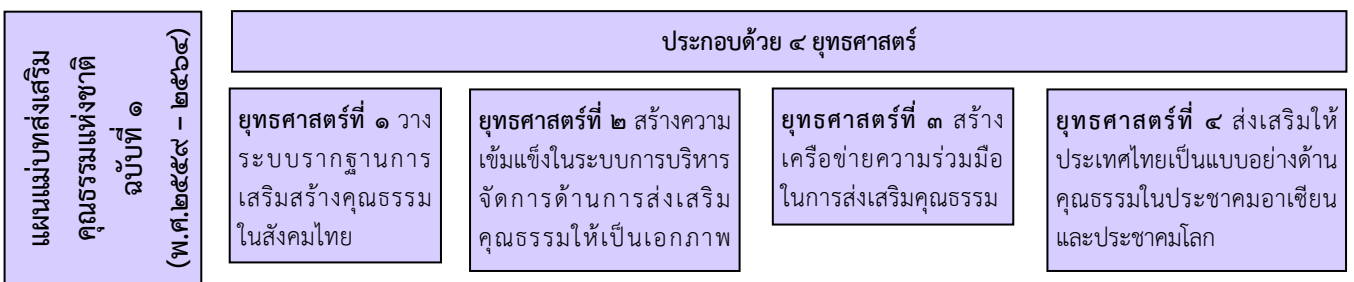 แผนแม่บทส่งเสริม
คุณธรรมแห่งชาติ
ฉบับที่ ๑
(พ.ศ.๒๕๕๙ – ๒๕๖๔)
ประกอบด้วย ๔ ยุทธศาสตร์
ยุทธศาสตร์ที่ ๑ วาง
ระบบรากฐานการ
เสริมสร้างคุณธรรม
ในสังคมไทย
ยุทธศาสตร์ที่ ๒ สร้างความ
เข้มแข็งในระบบการบริหาร
จัดการด้านการส่งเสริม
คุณธรรมให้เป็นเอกภาพ
ยุทธศาสตร์ที่ ๓ สร้าง
เครือข่ายความร่วมมือ
ในการส่งเสริมคุณธรรม
ยุทธศาสตร์ที่ ๔ ส่งเสริมให้
ประเทศไทยเป็นแบบอย่างด้าน
คุณธรรมในประชาคมอาเซียน
และประชาคมโลก